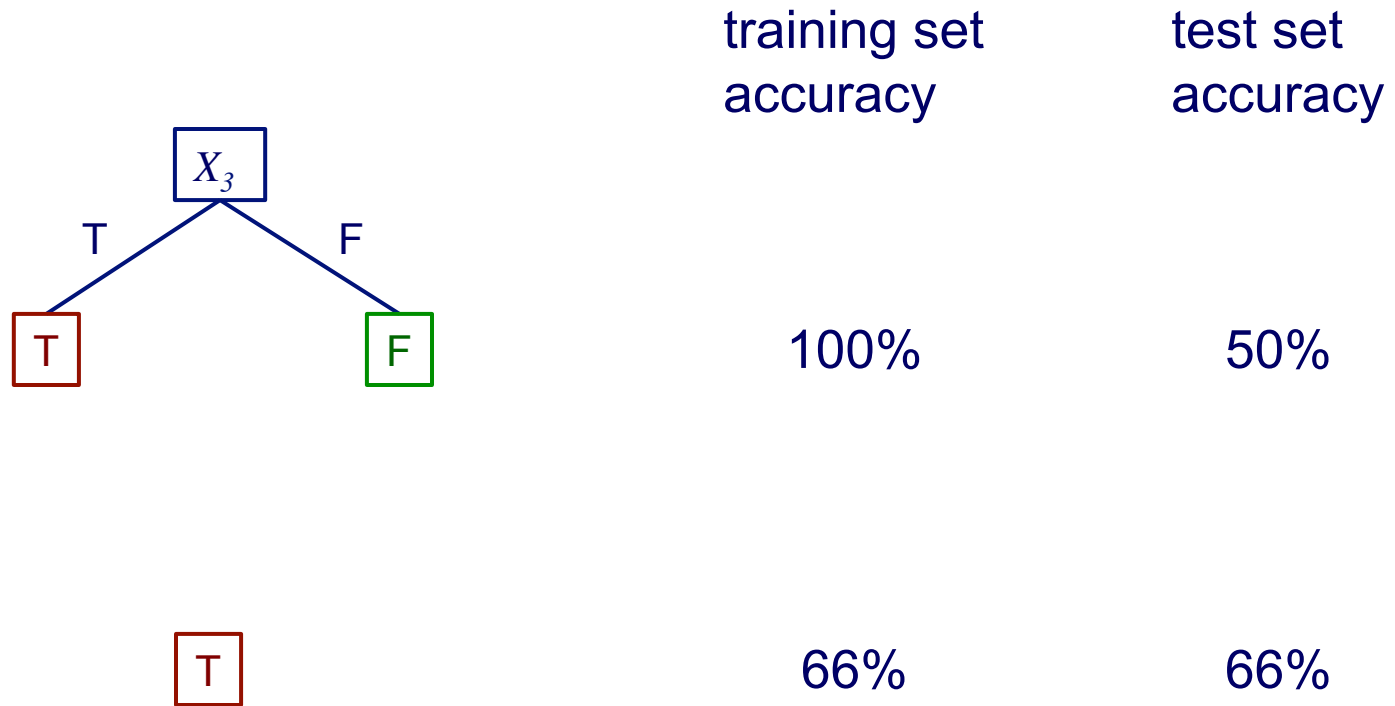 training set test set
accuracy accuracy
X₃
T F
T F 100% 50%
T 66% 66%